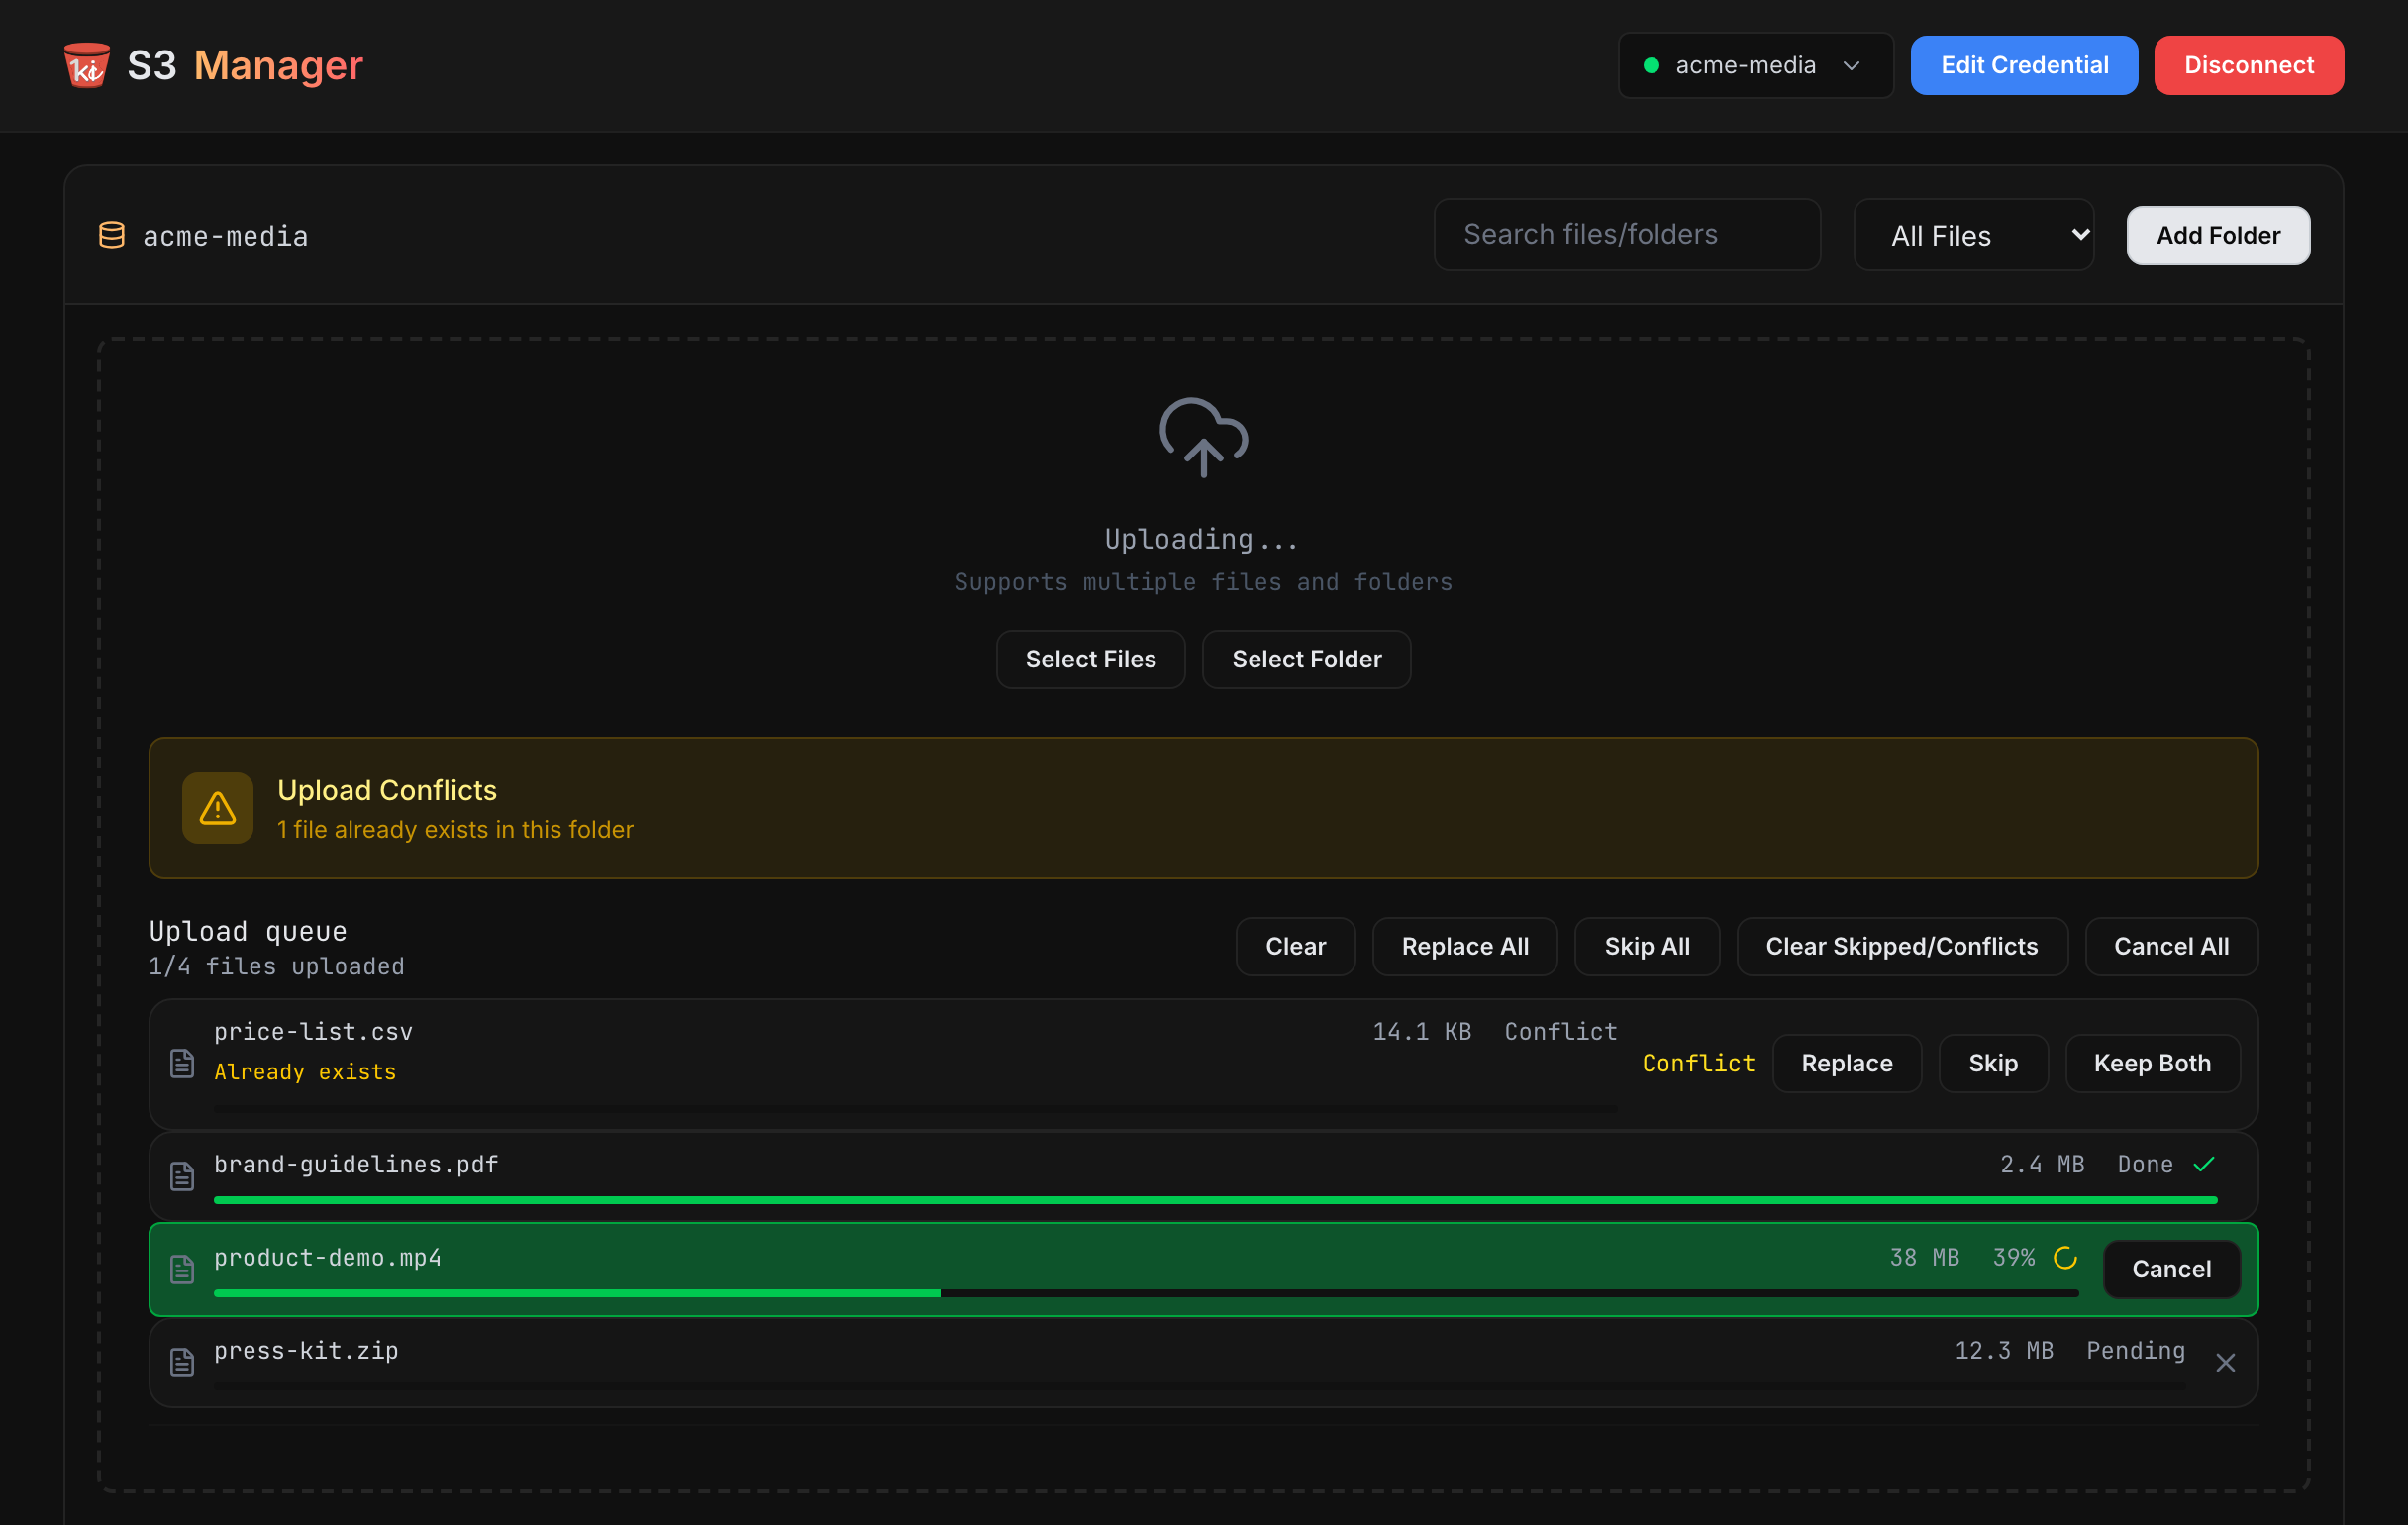 ki S3 Manager
acme-media
Edit Credential
Disconnect
acme-media
Search files/folders
All Files
Add Folder
Uploading...
Supports multiple files and folders
Select Files
Select Folder
Upload Conflicts
1 file already exists in this folder
Upload queue
1/4 files uploaded
Clear
Replace All
Skip All
Clear Skipped/Conflicts
Cancel All
price-list.csv
14.1 KB
Conflict
Already exists
Conflict
Replace
Skip
Keep Both
brand-guidelines.pdf
2.4 MB
Done
product-demo.mp4
38 MB
39%
Cancel
press-kit.zip
12.3 MB
Pending